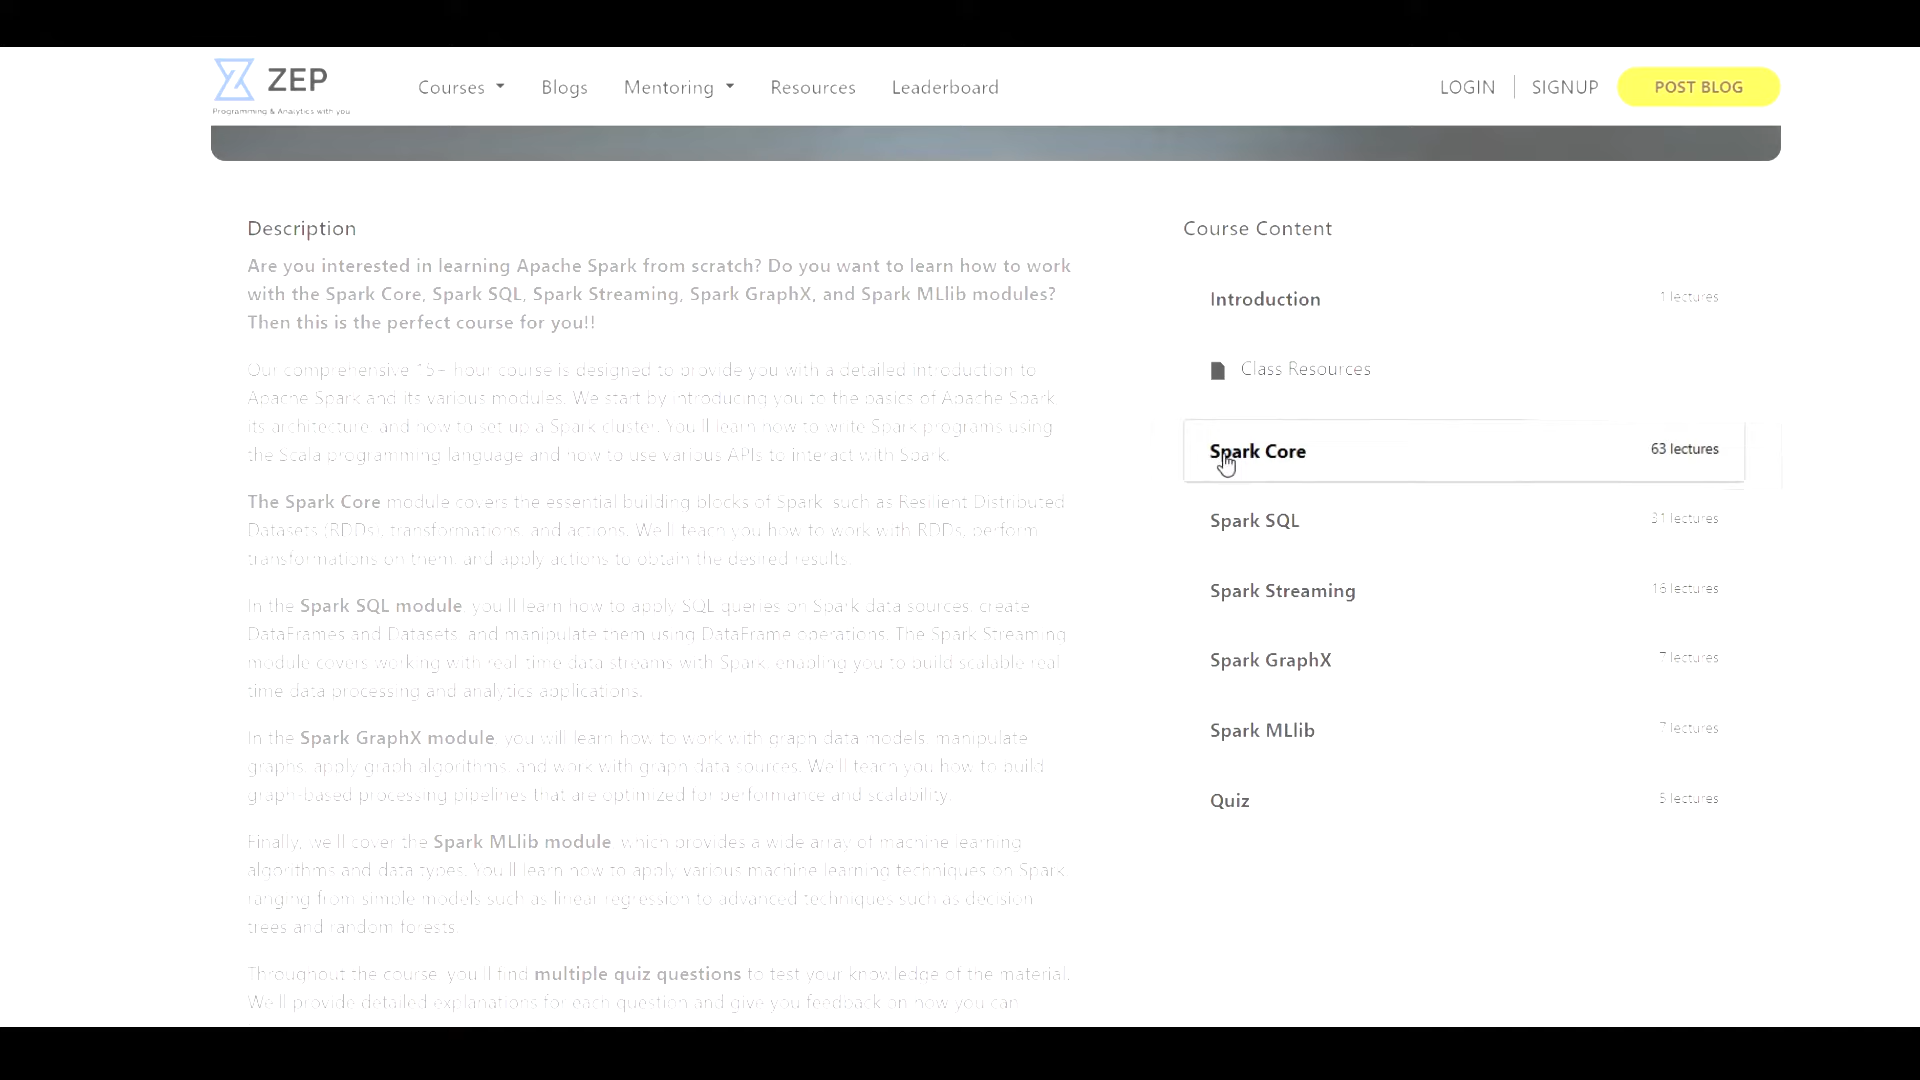 ZEP
Programming & Analytics with you
Courses
Blogs
Mentoring
Resources
Leaderboard
LOGIN
SIGNUP
POST BLOG
Description
Are you interested in learning Apache Spark from scratch? Do you want to learn how to work
with the Spark Core, Spark SQL, Spark Streaming, Spark GraphX, and Spark MLlib modules?
Then this is the perfect course for you!!
Our comprehensive 15+ hour course is designed to provide you with a detailed introduction to
Apache Spark and its various modules. We start by introducing you to the basics of Apache Spark,
its architecture, and how to set up a Spark cluster. You'll learn how to write Spark programs using
the Scala programming language and how to use various APIs to interact with Spark.
The Spark Core module covers the essential building blocks of Spark, such as Resilient Distributed
Datasets (RDDs), transformations, and actions. We'll teach you how to work with RDDs, perform
transformations on them, and apply actions to obtain the desired results.
In the Spark SQL module, you'll learn how to apply SQL queries on Spark data sources, create
DataFrames and Datasets, and manipulate them using DataFrame operations. The Spark Streaming
module covers working with real-time data streams with Spark, enabling you to build scalable real-
time data processing and analytics applications.
In the Spark GraphX module, you will learn how to work with graph data models, manipulate
graphs, apply graph algorithms, and work with graph data sources. We'll teach you how to build
graph-based processing pipelines that are optimized for performance and scalability.
Finally, we'll cover the Spark MLlib module, which provides a wide array of machine learning
algorithms and data types. You'll learn how to apply various machine learning techniques on Spark,
ranging from simple models such as linear regression to advanced techniques such as decision
trees and random forests.
Throughout the course, you'll find multiple quiz questions to test your knowledge of the material.
We'll provide detailed explanations for each question and give you feedback on how you can
Course Content
Introduction 1 lectures
Class Resources
Spark Core 63 lectures
Spark SQL 31 lectures
Spark Streaming 16 lectures
Spark GraphX 7 lectures
Spark MLlib 7 lectures
Quiz 5 lectures